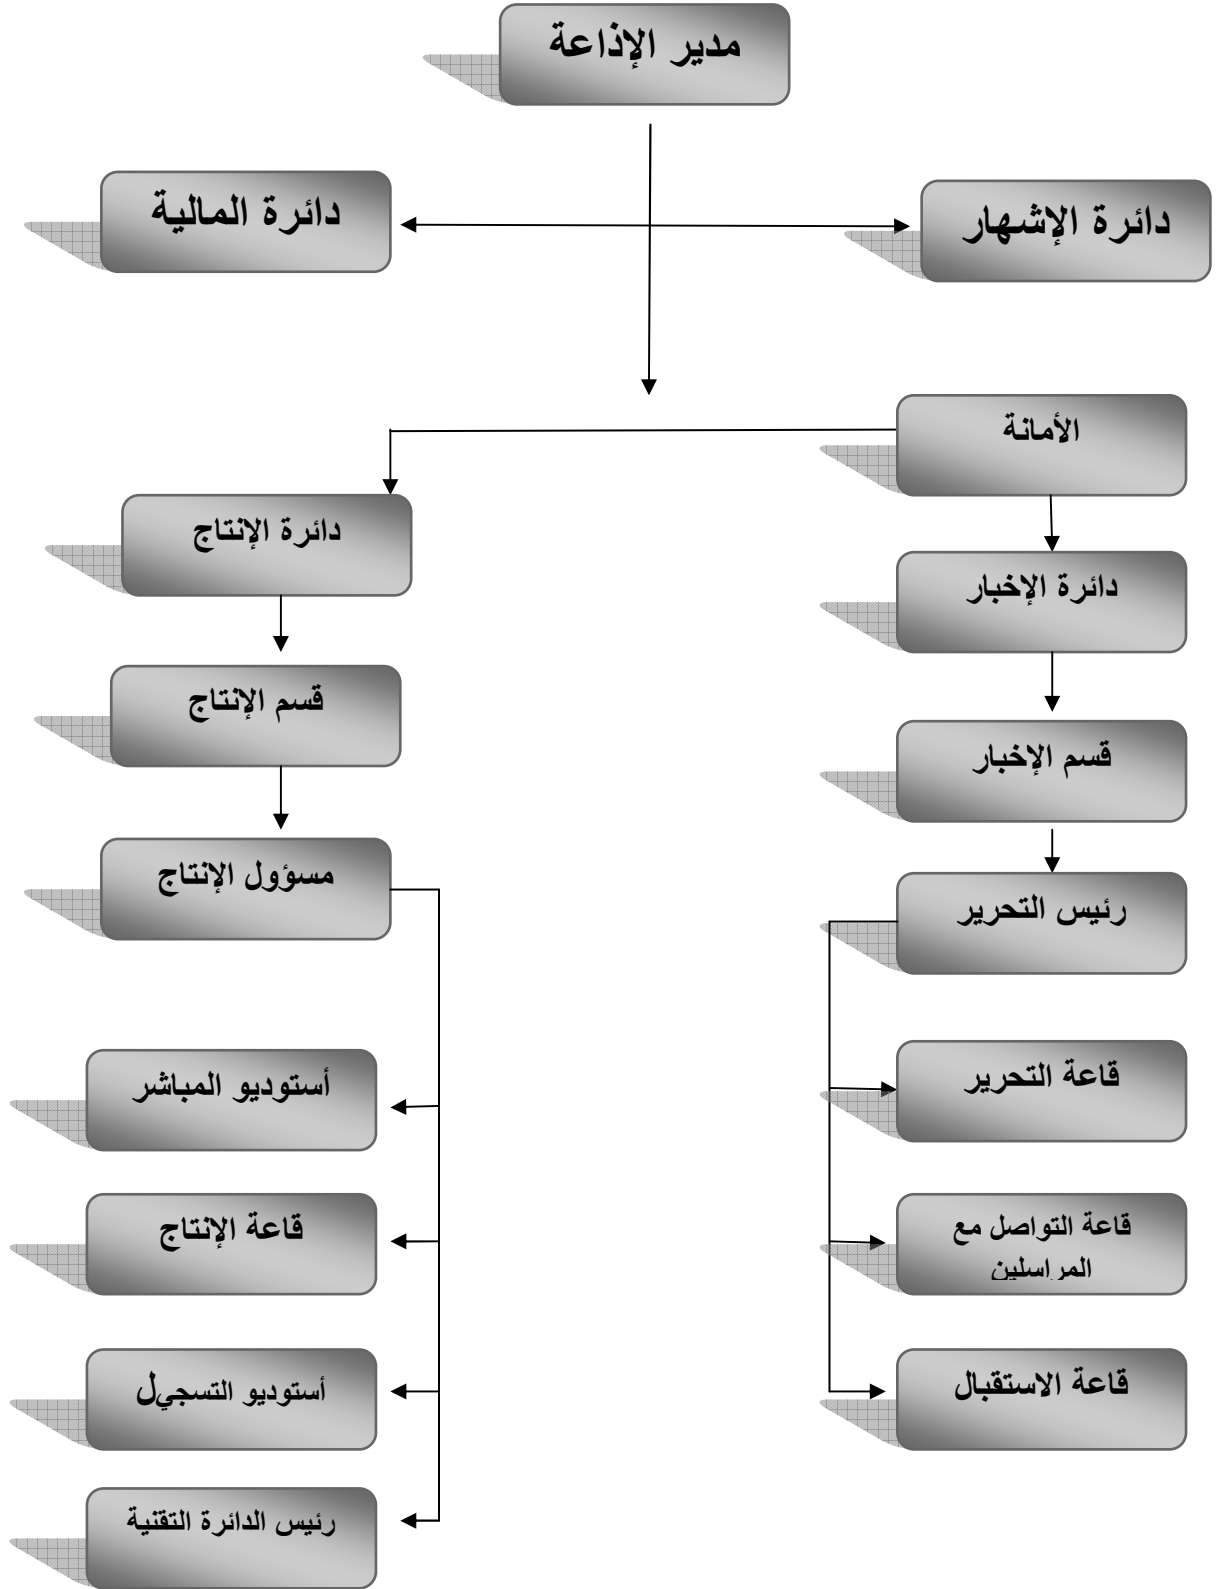 مدير الإذاعة
دائرة الإشهار
دائرة المالية
الأمانة
دائرة الإنتاج
دائرة الإخبار
قسم الإنتاج
قسم الإخبار
مسؤول الإنتاج
رئيس التحرير
أستوديو المباشر
قاعة التحرير
قاعة الإنتاج
قاعة التواصل مع
المراسلين
أستوديو التسجيل
قاعة الاستقبال
رئيس الدائرة التقنية